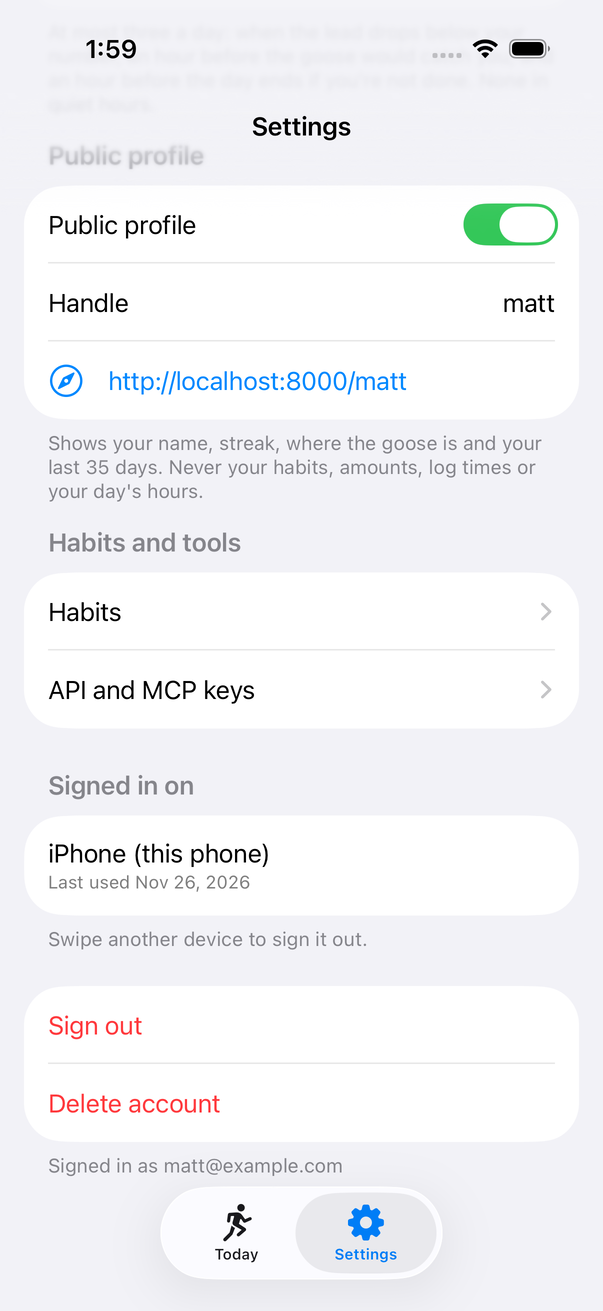 1:59
Settings
Public profile
Public profile
Handle
matt
http://localhost:8000/matt
Shows your name, streak, where the goose is and your
last 35 days. Never your habits, amounts, log times or
your day's hours.
Habits and tools
Habits
API and MCP keys
Signed in on
iPhone (this phone)
Last used Nov 26, 2026
Swipe another device to sign it out.
Sign out
Delete account
Signed in as matt@example.com
Today
Settings